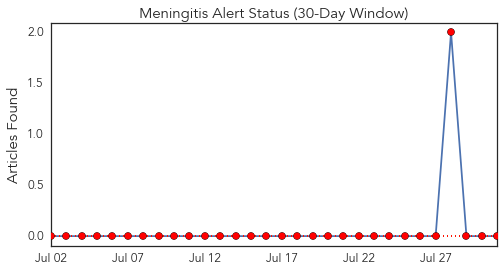 Meningitis Alert Status (30-Day Window)
Articles Found
2.0
1.5
1.0
0.5
0.0
Jul 02 Jul 07 Jul 12 Jul 17 Jul 22 Jul 27